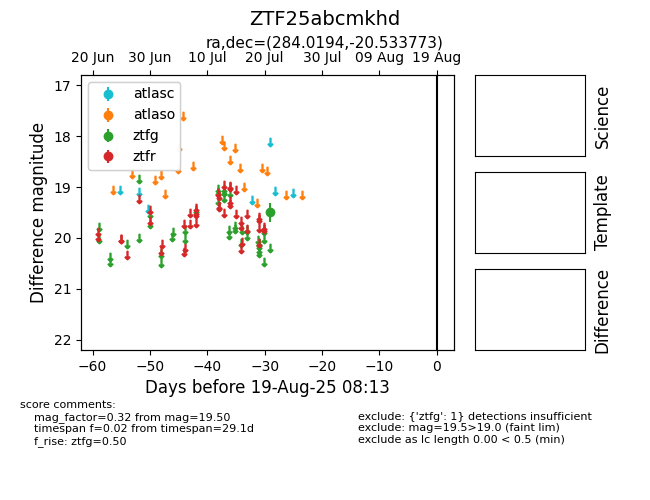 ZTF25abcmkhd
ra,dec=(284.0194,-20.533773)
20 Jun 30 Jun 10 Jul 20 Jul 30 Jul 09 Aug 19 Aug
atlasc
atlaso
ztfg
ztfr
17
18
19
20
21
22
Difference magnitude
−60 −50 −40 −30 −20 −10 0
Days before 19-Aug-25 08:13
Science
Template
Difference
score comments:
mag_factor=0.32 from mag=19.50
timespan f=0.02 from timespan=29.1d
f_rise: ztfg=0.50
exclude: {'ztfg': 1} detections insufficient
exclude: mag=19.5>19.0 (faint lim)
exclude as lc length 0.00 < 0.5 (min)